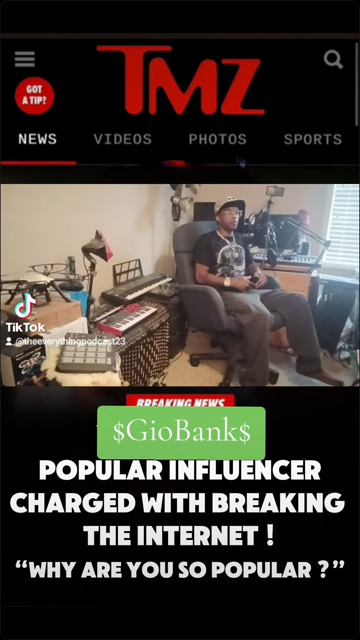 TMZ
GOT
A TIP?
NEWS VIDEOS PHOTOS SPORTS
TikTok
@theeverythingpodcast23
BREAKING NEWS
$GioBank$
POPULAR INFLUENCER
CHARGED WITH BREAKING
THE INTERNET !
“WHY ARE YOU SO POPULAR ?”